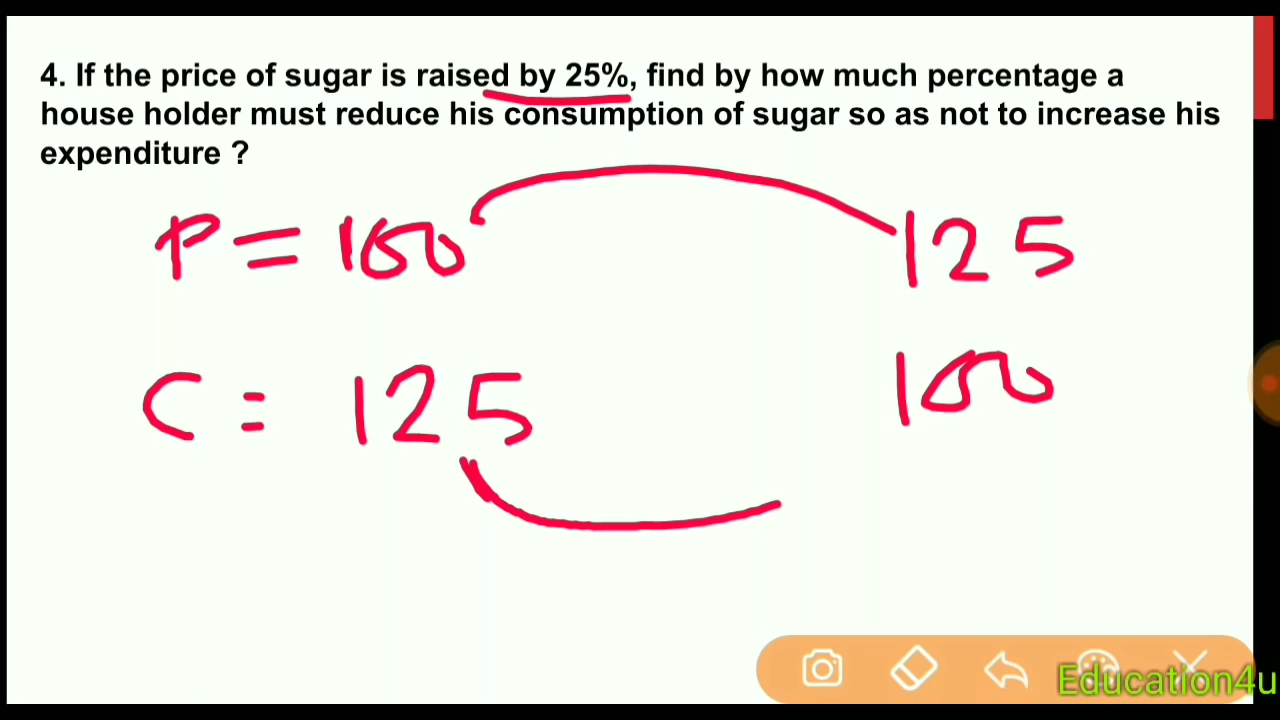 4. If the price of sugar is raised by 25%, find by how much percentage a
house holder must reduce his consumption of sugar so as not to increase his
expenditure ?
P = 100 125
C = 125 100
Education4u